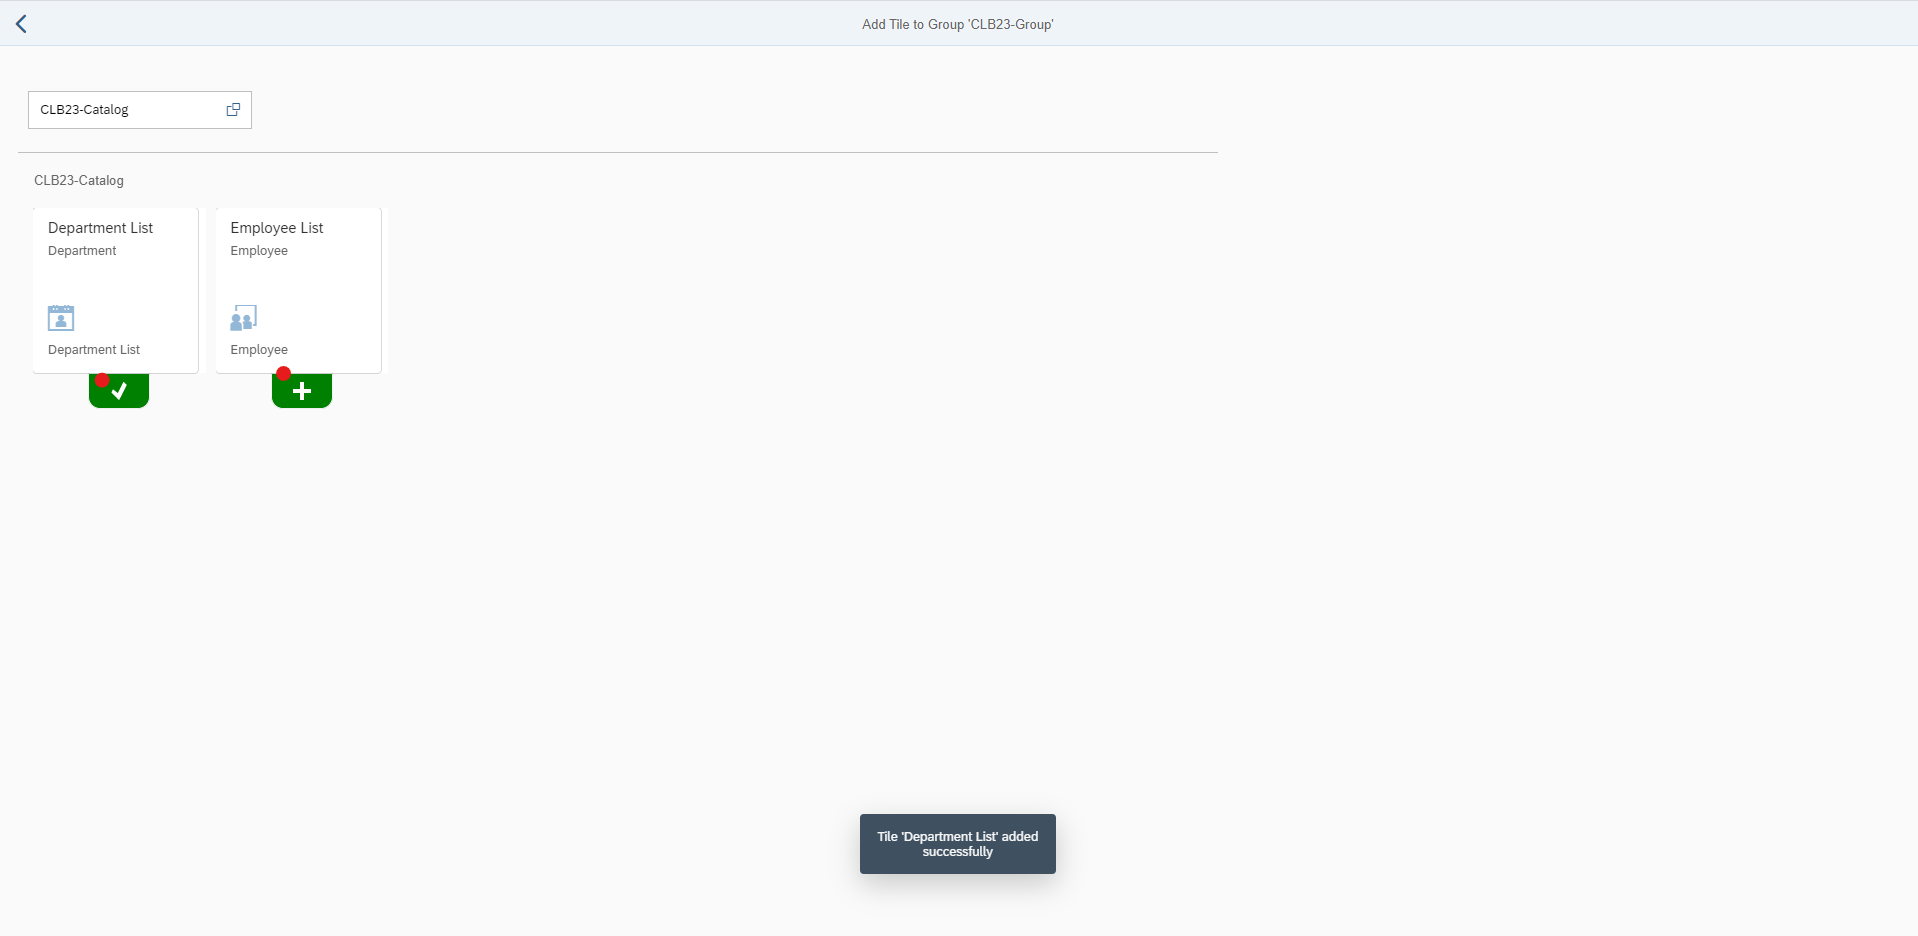 Add Tile to Group 'CLB23-Group'
CLB23-Catalog
CLB23-Catalog
Department List
Department
Department List
Employee List
Employee
Employee
Tile 'Department List' added
successfully